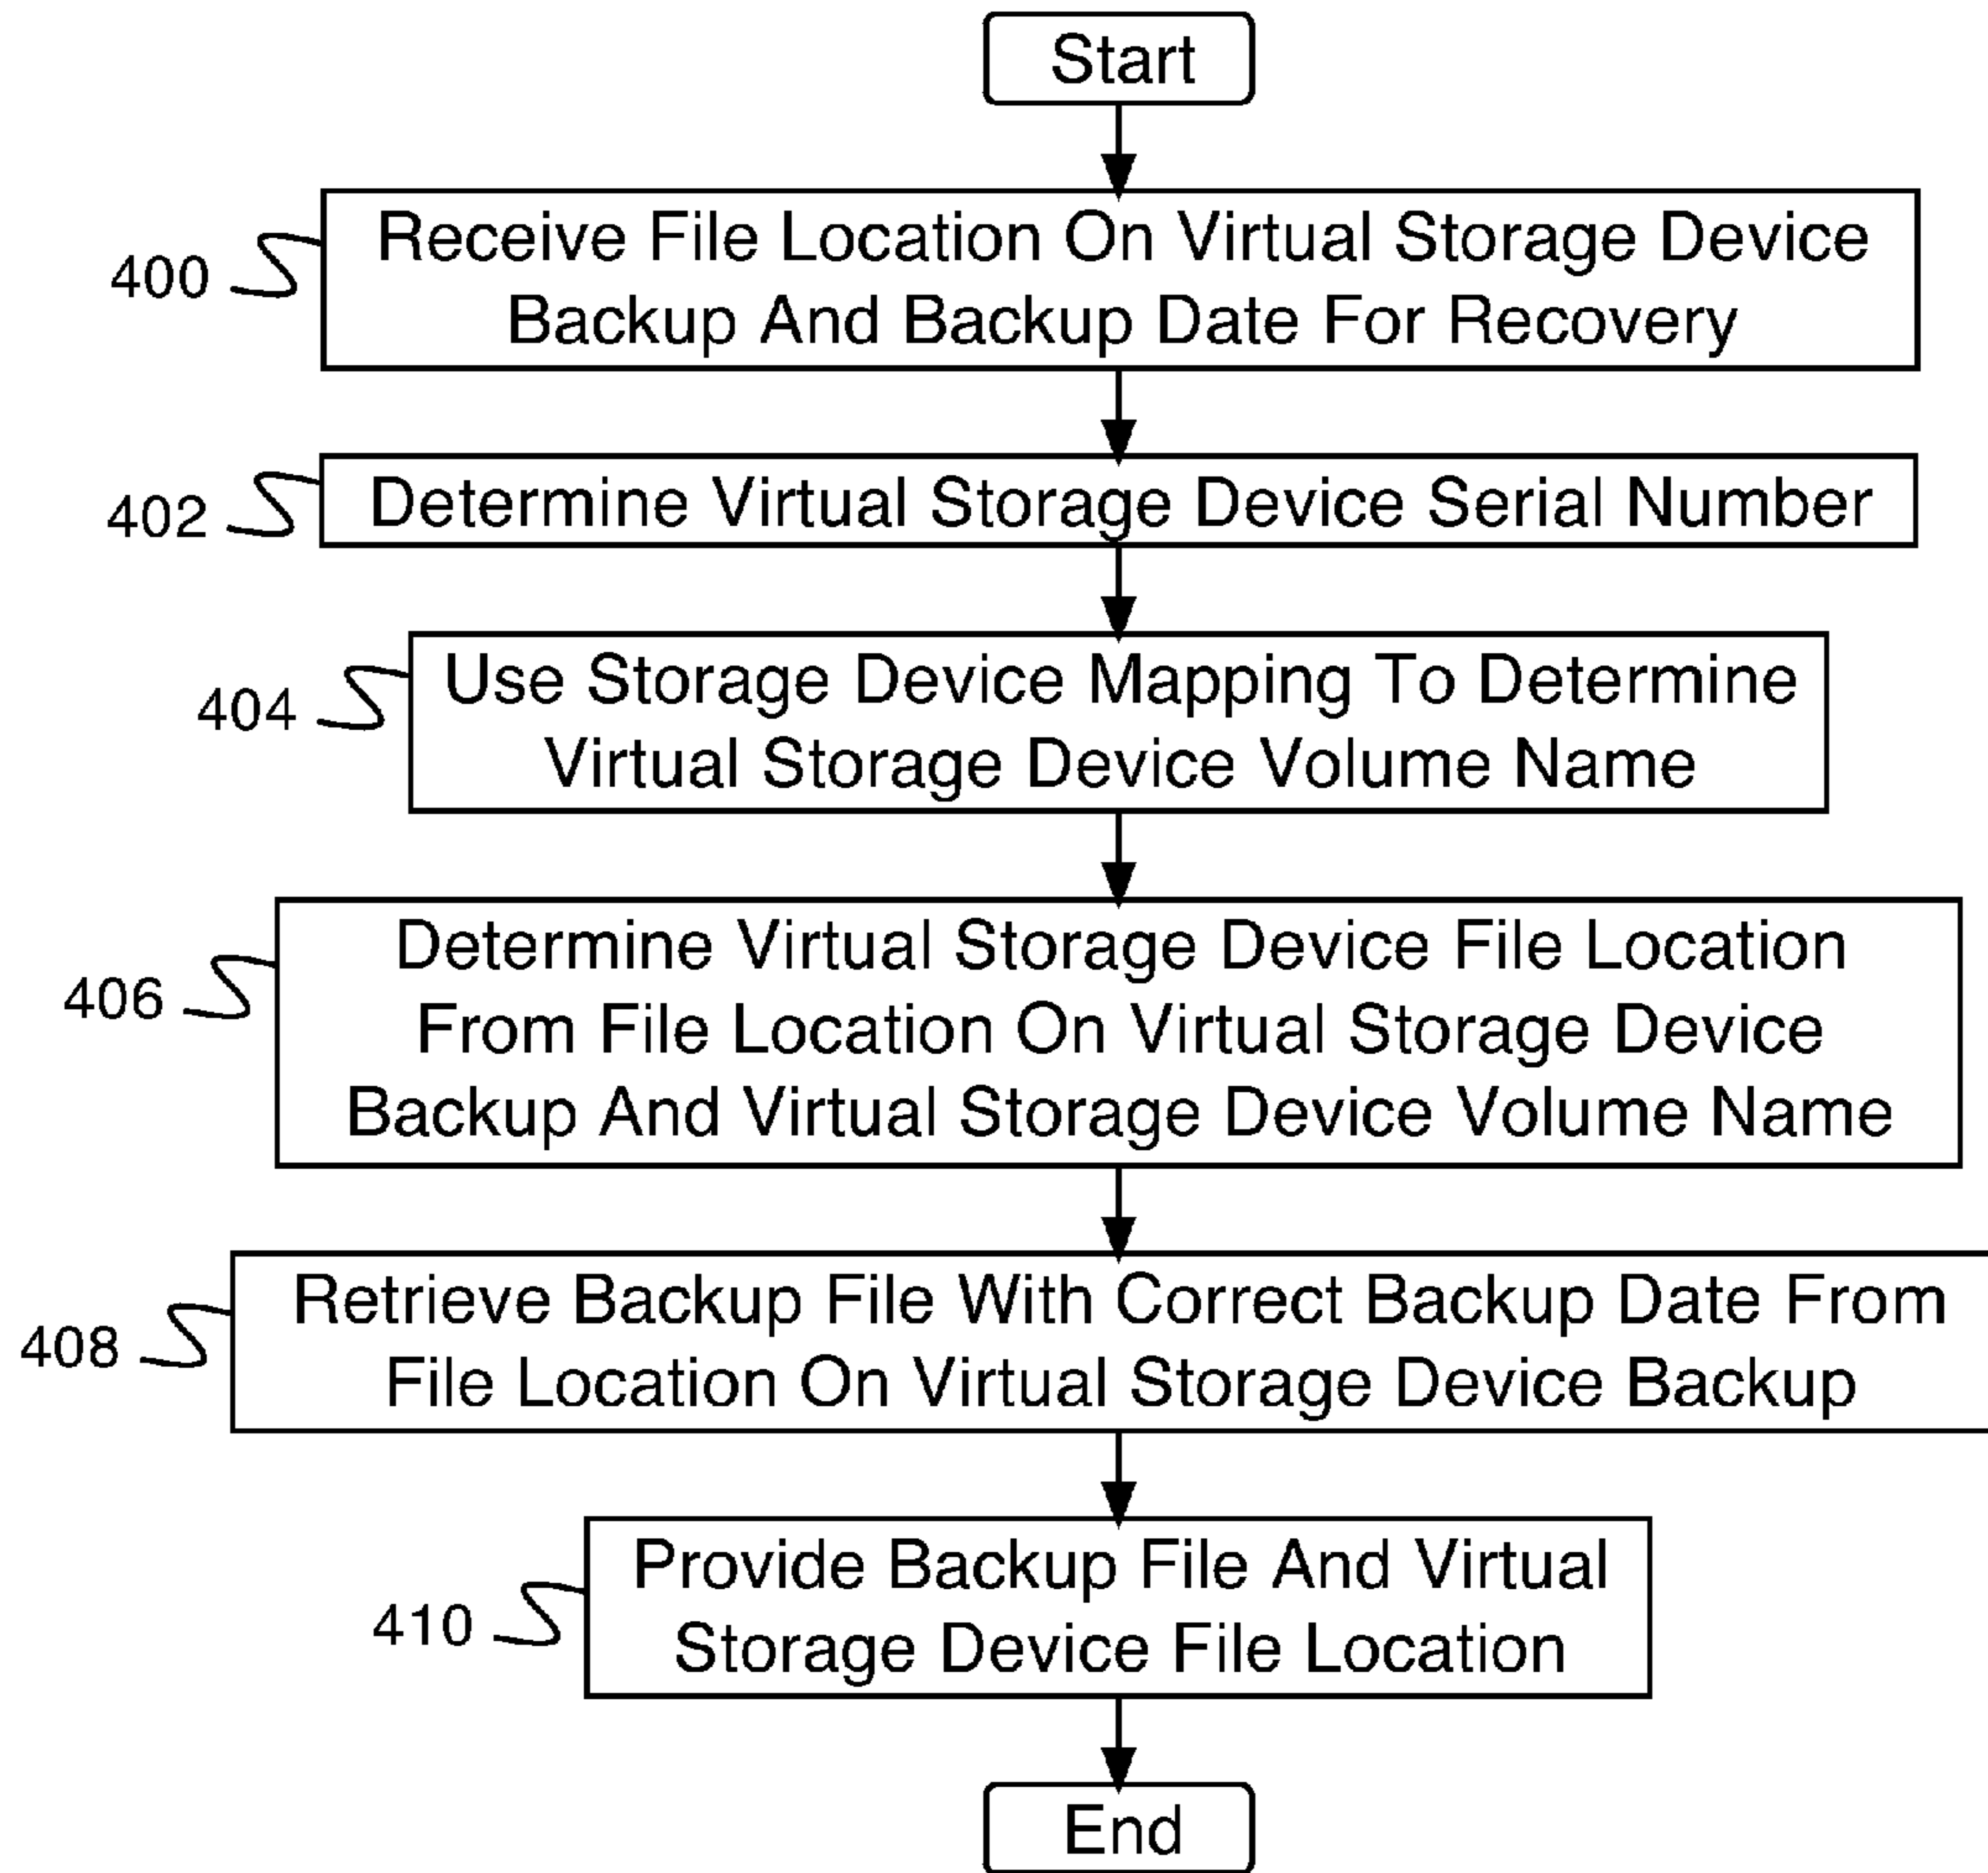 Start
400
Receive File Location On Virtual Storage Device
Backup And Backup Date For Recovery
402
Determine Virtual Storage Device Serial Number
404
Use Storage Device Mapping To Determine
Virtual Storage Device Volume Name
406
Determine Virtual Storage Device File Location
From File Location On Virtual Storage Device
Backup And Virtual Storage Device Volume Name
408
Retrieve Backup File With Correct Backup Date From
File Location On Virtual Storage Device Backup
410
Provide Backup File And Virtual
Storage Device File Location
End